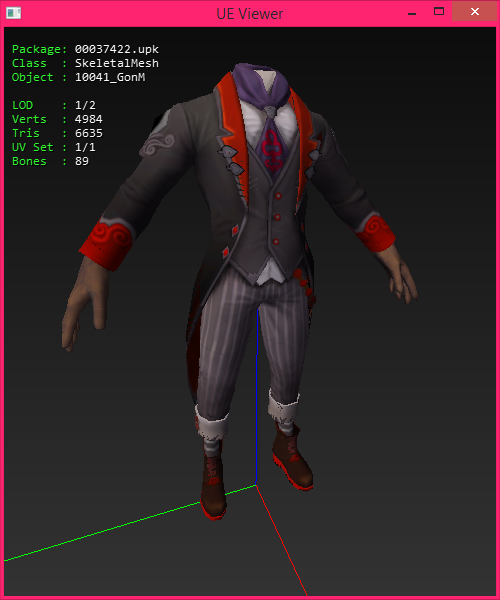 UE Viewer
Package: 00037422.upk
Class  : SkeletalMesh
Object : 10041_GonM
LOD    : 1/2
Verts  : 4984
Tris   : 6635
UV Set : 1/1
Bones  : 89